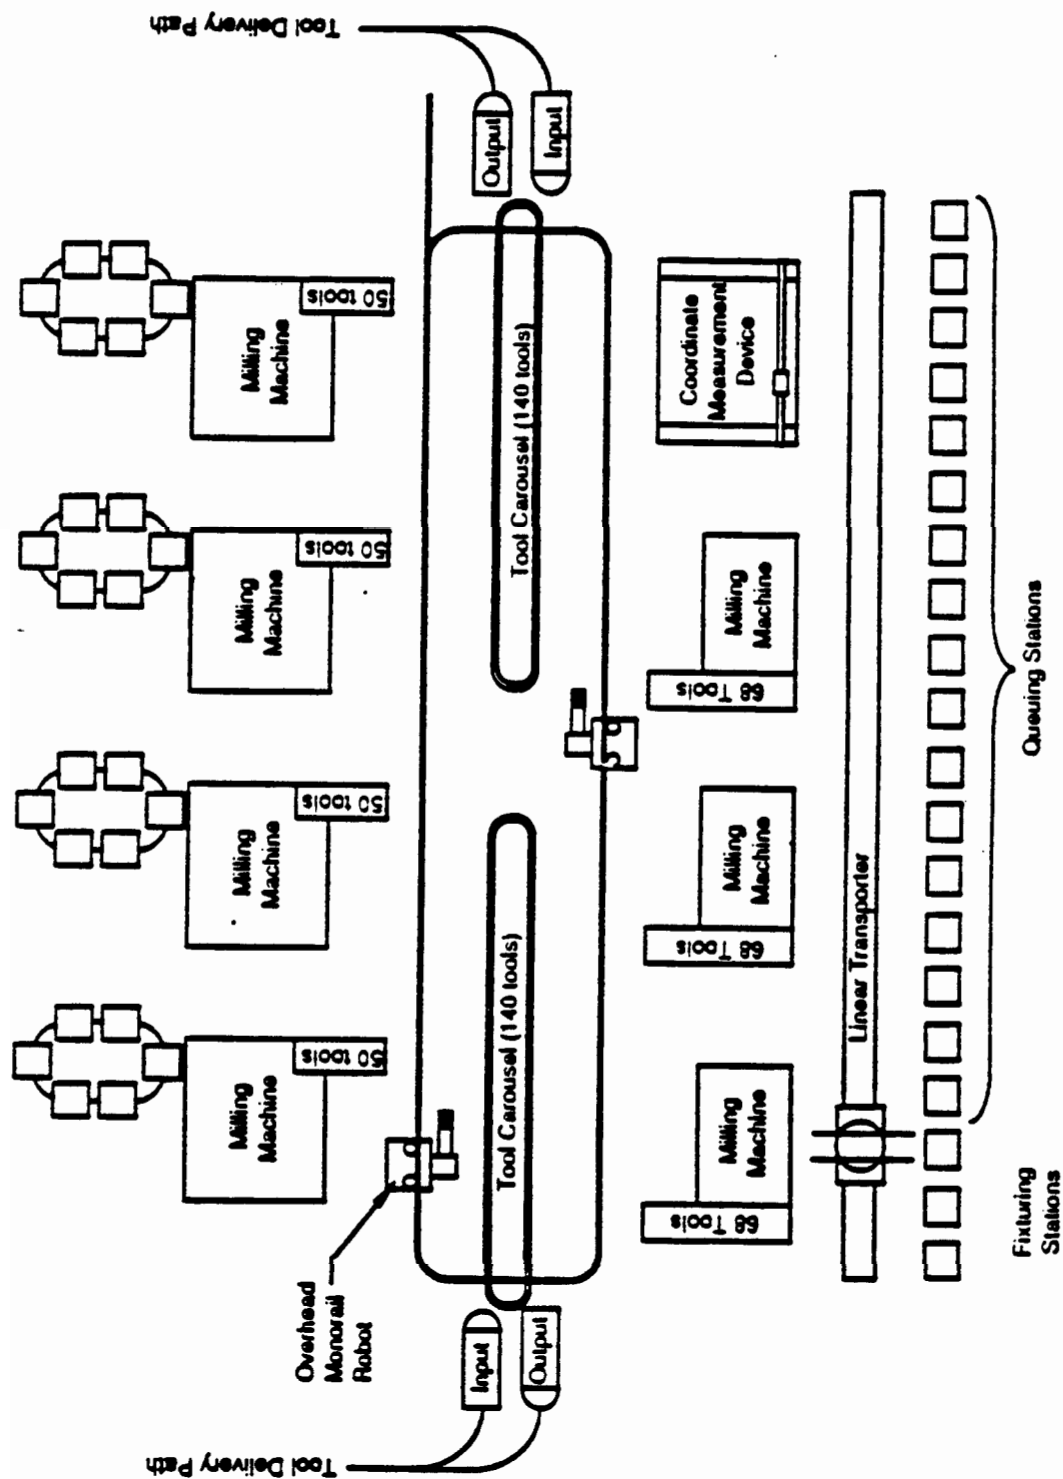 Tool Delivery Path
Output
Input
50 tools
Milling
Machine
50 tools
Milling
Machine
50 tools
Milling
Machine
50 tools
Milling
Machine
Tool Carousel (140 tools)
Tool Carousel (140 tools)
Overhead
Monorail
Robot
Input
Output
Tool Delivery Path
Coordinate
Measurement
Device
Milling
Machine
68 Tools
Milling
Machine
68 Tools
Milling
Machine
68 Tools
Linear Transporter
Queuing Stations
Fixturing
Stations